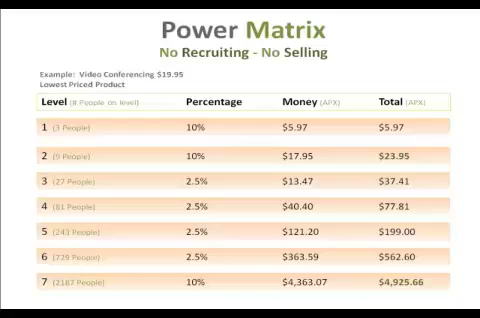 Power Matrix
No Recruiting - No Selling
Example: Video Conferencing $19.95
Lowest Priced Product
Level (# People on level) Percentage Money (APX) Total (APX)
1 (3 People) 10% $5.97 $5.97
2 (9 People) 10% $17.95 $23.95
3 (27 People) 2.5% $13.47 $37.41
4 (81 People) 2.5% $40.40 $77.81
5 (243 People) 2.5% $121.20 $199.00
6 (729 People) 2.5% $363.59 $562.60
7 (2187 People) 10% $4,363.07 $4,925.66